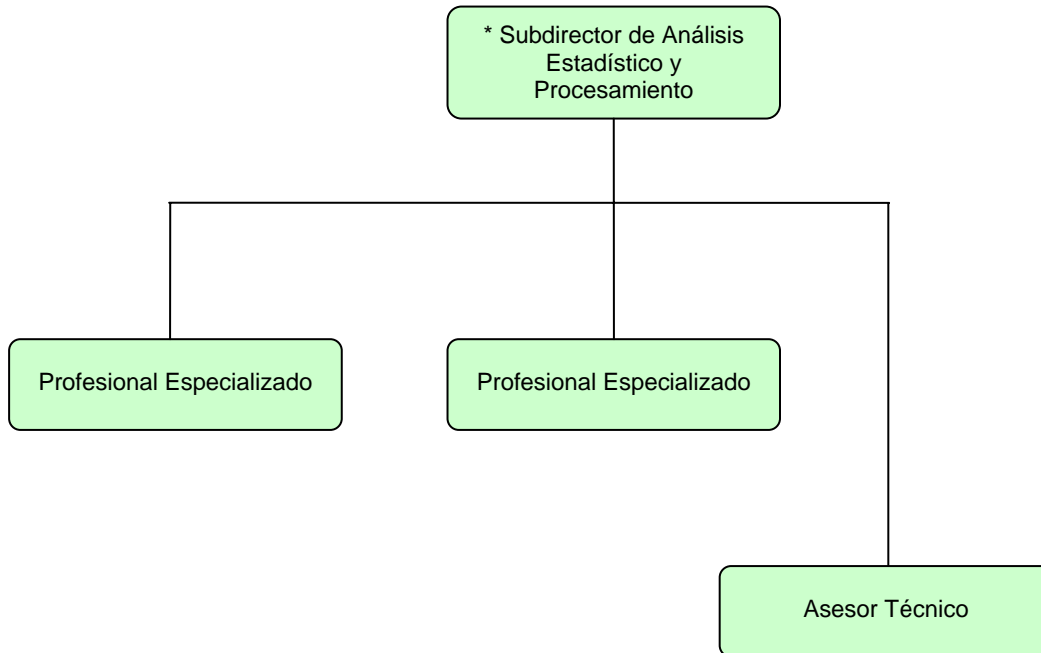 * Subdirector de Análisis
Estadístico y
Procesamiento
Profesional Especializado
Profesional Especializado
Asesor Técnico